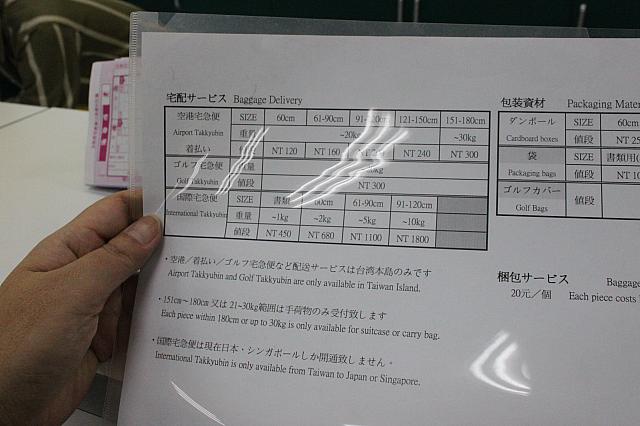 宅配サービス Baggage Delivery
空港宅急便 SIZE 60cm 61-90cm 121-150cm 151-180cm
Airport Takkyubin 重量 ~20kg ~30kg
着払い NT 120 NT 160 NT 240 NT 300
ゴルフ宅急便 重量
Golf Takkyubin 値段 NT 300
国際宅急便 SIZE 書類 60cm 61-90cm 91-120cm
International Takkyubin 重量 ~1kg ~2kg ~5kg ~10kg
値段 NT 450 NT 680 NT 1100 NT 1800
・空港/着払い/ゴルフ宅急便など配送サービスは台湾本島のみです
Airport Takkyubin and Golf Takkyubin are only available in Taiwan Island.
・151cm~180cm 又は 21~30kg範囲は手荷物のみ受付致します
Each piece within 180cm or up to 30kg is only available for suitcase or carry bag.
・国際宅急便は現在日本、シンガポールしか開通致しません。
International Takkyubin is only available from Taiwan to Japan or Singapore.
包装資材 Packaging Mater
ダンボール SIZE 60cm
Cardboard boxes 値段 NT 25
袋 SIZE 書類用(
Packaging bags 値段 NT 10
ゴルフカバー
Golf Bags 値段
梱包サービス Baggage
20元/個 Each piece costs